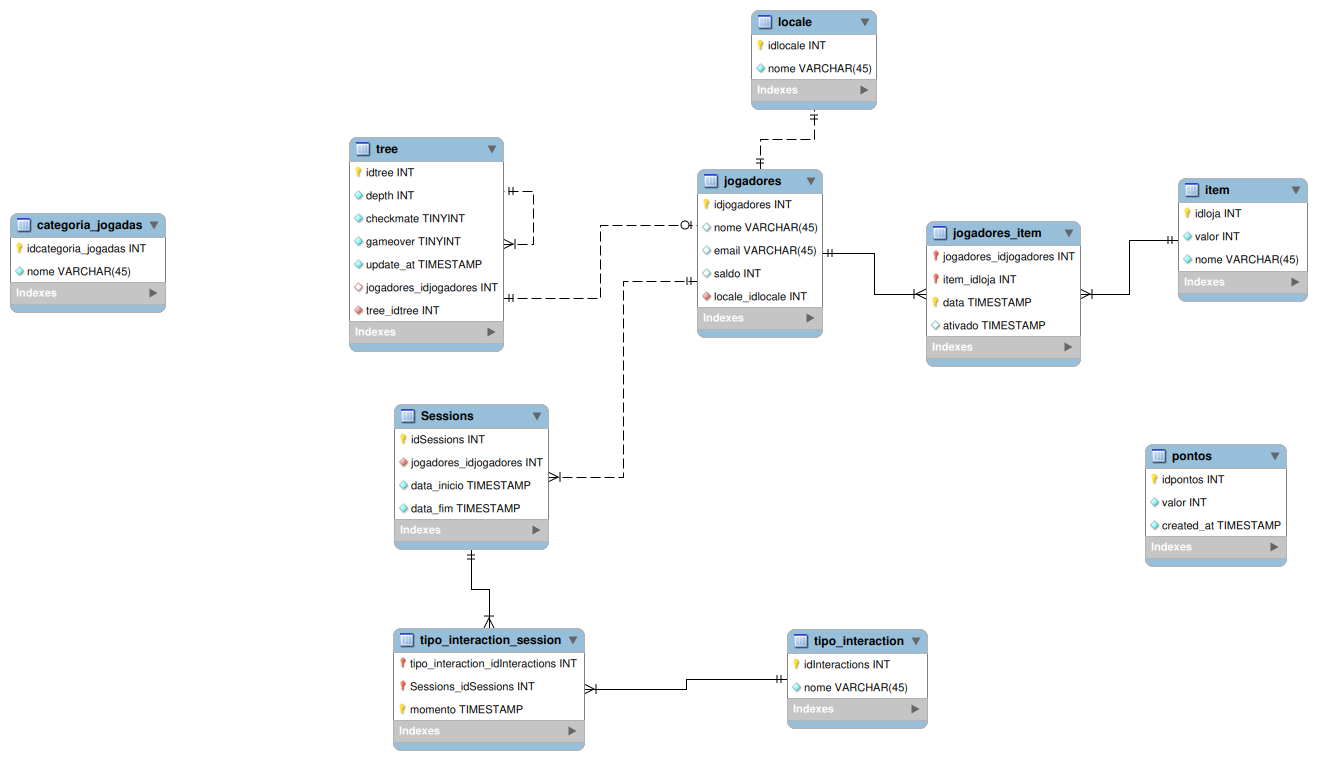 locale
idlocale INT
nome VARCHAR(45)
Indexes
tree
idtree INT
depth INT
checkmate TINYINT
gameover TINYINT
update_at TIMESTAMP
jogadores_idjogadores INT
tree_idtree INT
Indexes
jogadores
idjogadores INT
nome VARCHAR(45)
email VARCHAR(45)
saldo INT
locale_idlocale INT
Indexes
item
idloja INT
valor INT
nome VARCHAR(45)
Indexes
categoria_jogadas
idcategoria_jogadas INT
nome VARCHAR(45)
Indexes
jogadores_item
jogadores_idjogadores INT
item_idloja INT
data TIMESTAMP
ativado TIMESTAMP
Indexes
Sessions
idSessions INT
jogadores_idjogadores INT
data_inicio TIMESTAMP
data_fim TIMESTAMP
Indexes
pontos
idpontos INT
valor INT
created_at TIMESTAMP
Indexes
tipo_interaction_session
tipo_interaction_idInteractions INT
Sessions_idSessions INT
momento TIMESTAMP
Indexes
tipo_interaction
idInteractions INT
nome VARCHAR(45)
Indexes